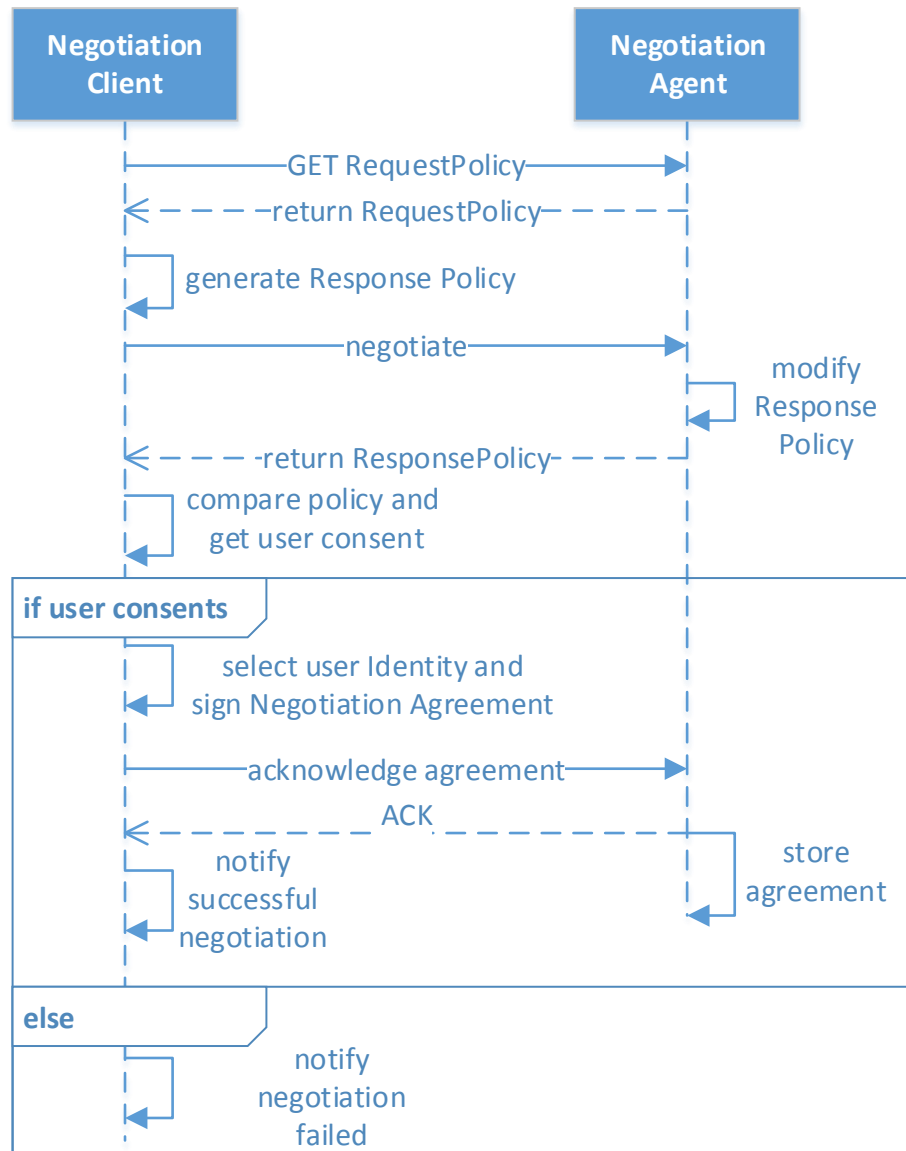 Negotiation
Client
Negotiation
Agent
GET RequestPolicy
return RequestPolicy
generate Response Policy
negotiate
modify
Response
Policy
return ResponsePolicy
compare policy and
get user consent
if user consents
select user Identity and
sign Negotiation Agreement
acknowledge agreement
ACK
store
agreement
notify
successful
negotiation
else
notify
negotiation
failed